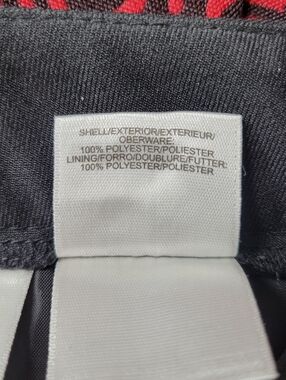 SHELL/EXTERIOR/EXTERIEUR/
OBERWARE:
100% POLYESTER/POLIESTER
LINING/FORRO/DOUBLURE/FUTTER:
100% POLYESTER/POLIESTER